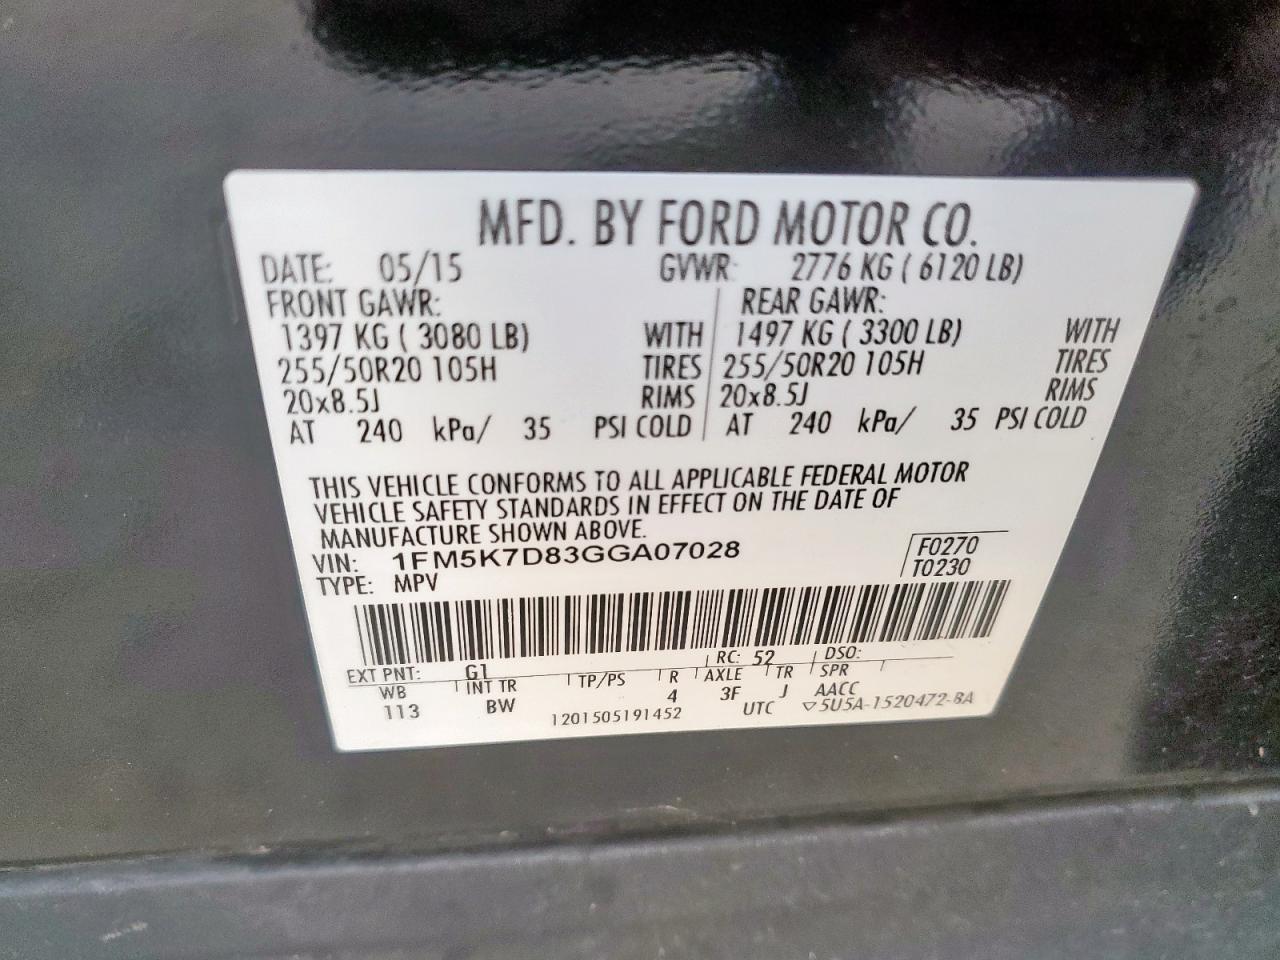 MFD. BY FORD MOTOR CO.
DATE: 05/15 GVWR: 2776 KG ( 6120 LB)
FRONT GAWR: REAR GAWR:
1397 KG ( 3080 LB) WITH 1497 KG ( 3300 LB) WITH
255/50R20 105H TIRES 255/50R20 105H TIRES
20x8.5J RIMS 20x8.5J RIMS
AT 240 kPa/ 35 PSI COLD AT 240 kPa/ 35 PSI COLD
THIS VEHICLE CONFORMS TO ALL APPLICABLE FEDERAL MOTOR
VEHICLE SAFETY STANDARDS IN EFFECT ON THE DATE OF
MANUFACTURE SHOWN ABOVE.
VIN: 1FM5K7D83GGA07028 F0270
TYPE: MPV T0230
EXT PNT: G1 RC: 52 DSO:
WB INT TR TP/PS R AXLE TR SPR
113 BW 4 3F J AACC
1201505191452 UTC ▽5U5A-1520472-BA